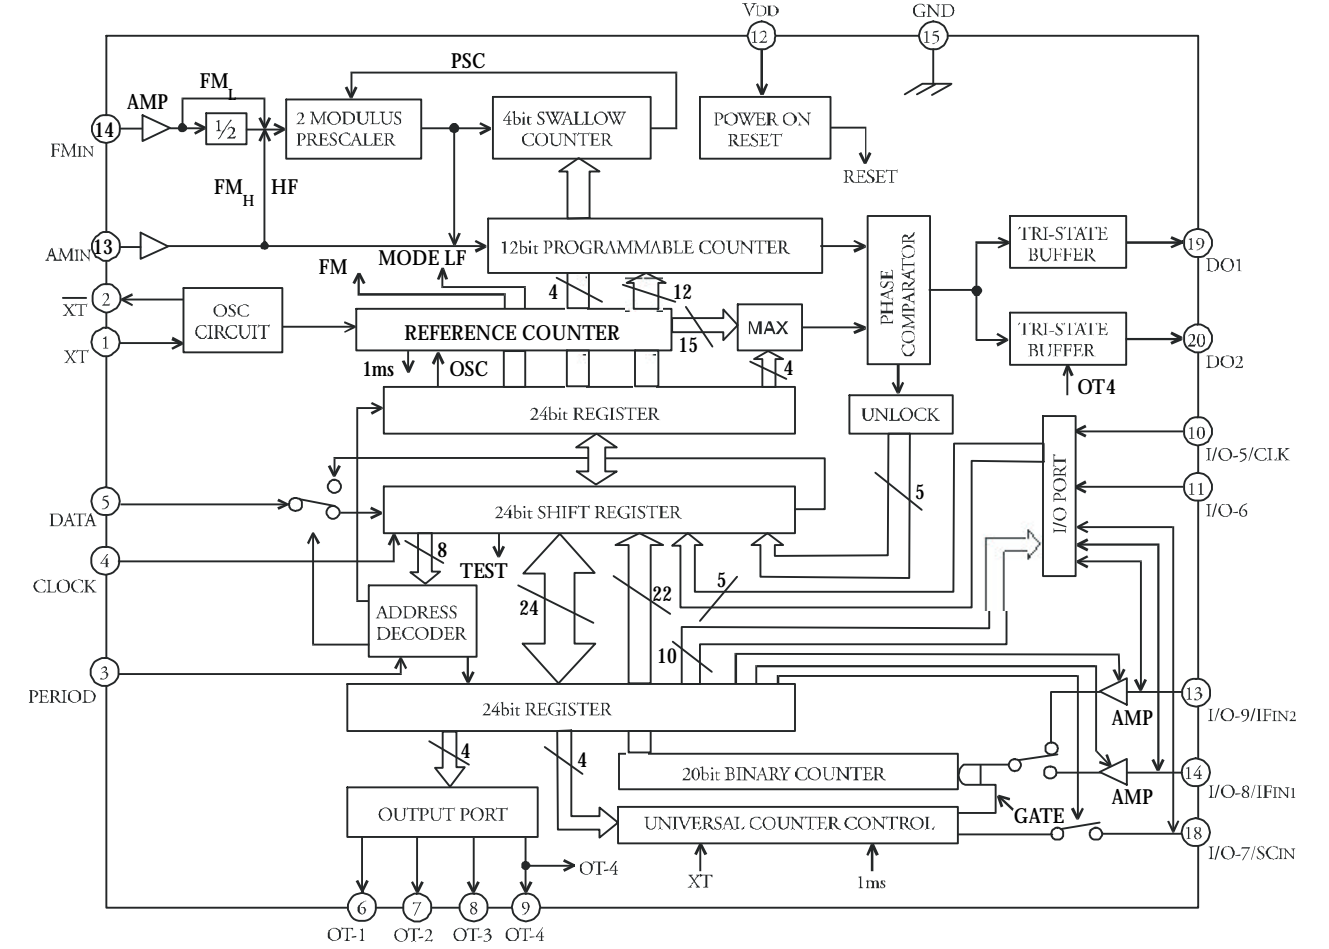 VDD
GND
12
15
PSC
FML
AMP
14
FMIN
½
2 MODULUS
PRESCALER
4bit SWALLOW
COUNTER
POWER ON
RESET
RESET
FMH
HF
13
AMIN
12bit PROGRAMMABLE COUNTER
MODE LF
FM
PHASE
COMPARATOR
TRI-STATE
BUFFER
19
DO1
2
XT
OSC
CIRCUIT
1
XT
4
12
REFERENCE COUNTER
15
MAX
TRI-STATE
BUFFER
20
DO2
1ms
OSC
4
OT4
24bit REGISTER
UNLOCK
10
I/O-5/CLK
I/O PORT
11
I/O-6
5
DATA
24bit SHIFT REGISTER
5
4
CLOCK
8
TEST
24
22
5
ADDRESS
DECODER
10
3
PERIOD
24bit REGISTER
AMP
13
I/O-9/IFIN2
4
4
20bit BINARY COUNTER
AMP
14
I/O-8/IFIN1
OUTPUT PORT
UNIVERSAL COUNTER CONTROL
GATE
18
I/O-7/SCIN
OT-4
XT
1ms
6
7
8
9
OT-1
OT-2
OT-3
OT-4